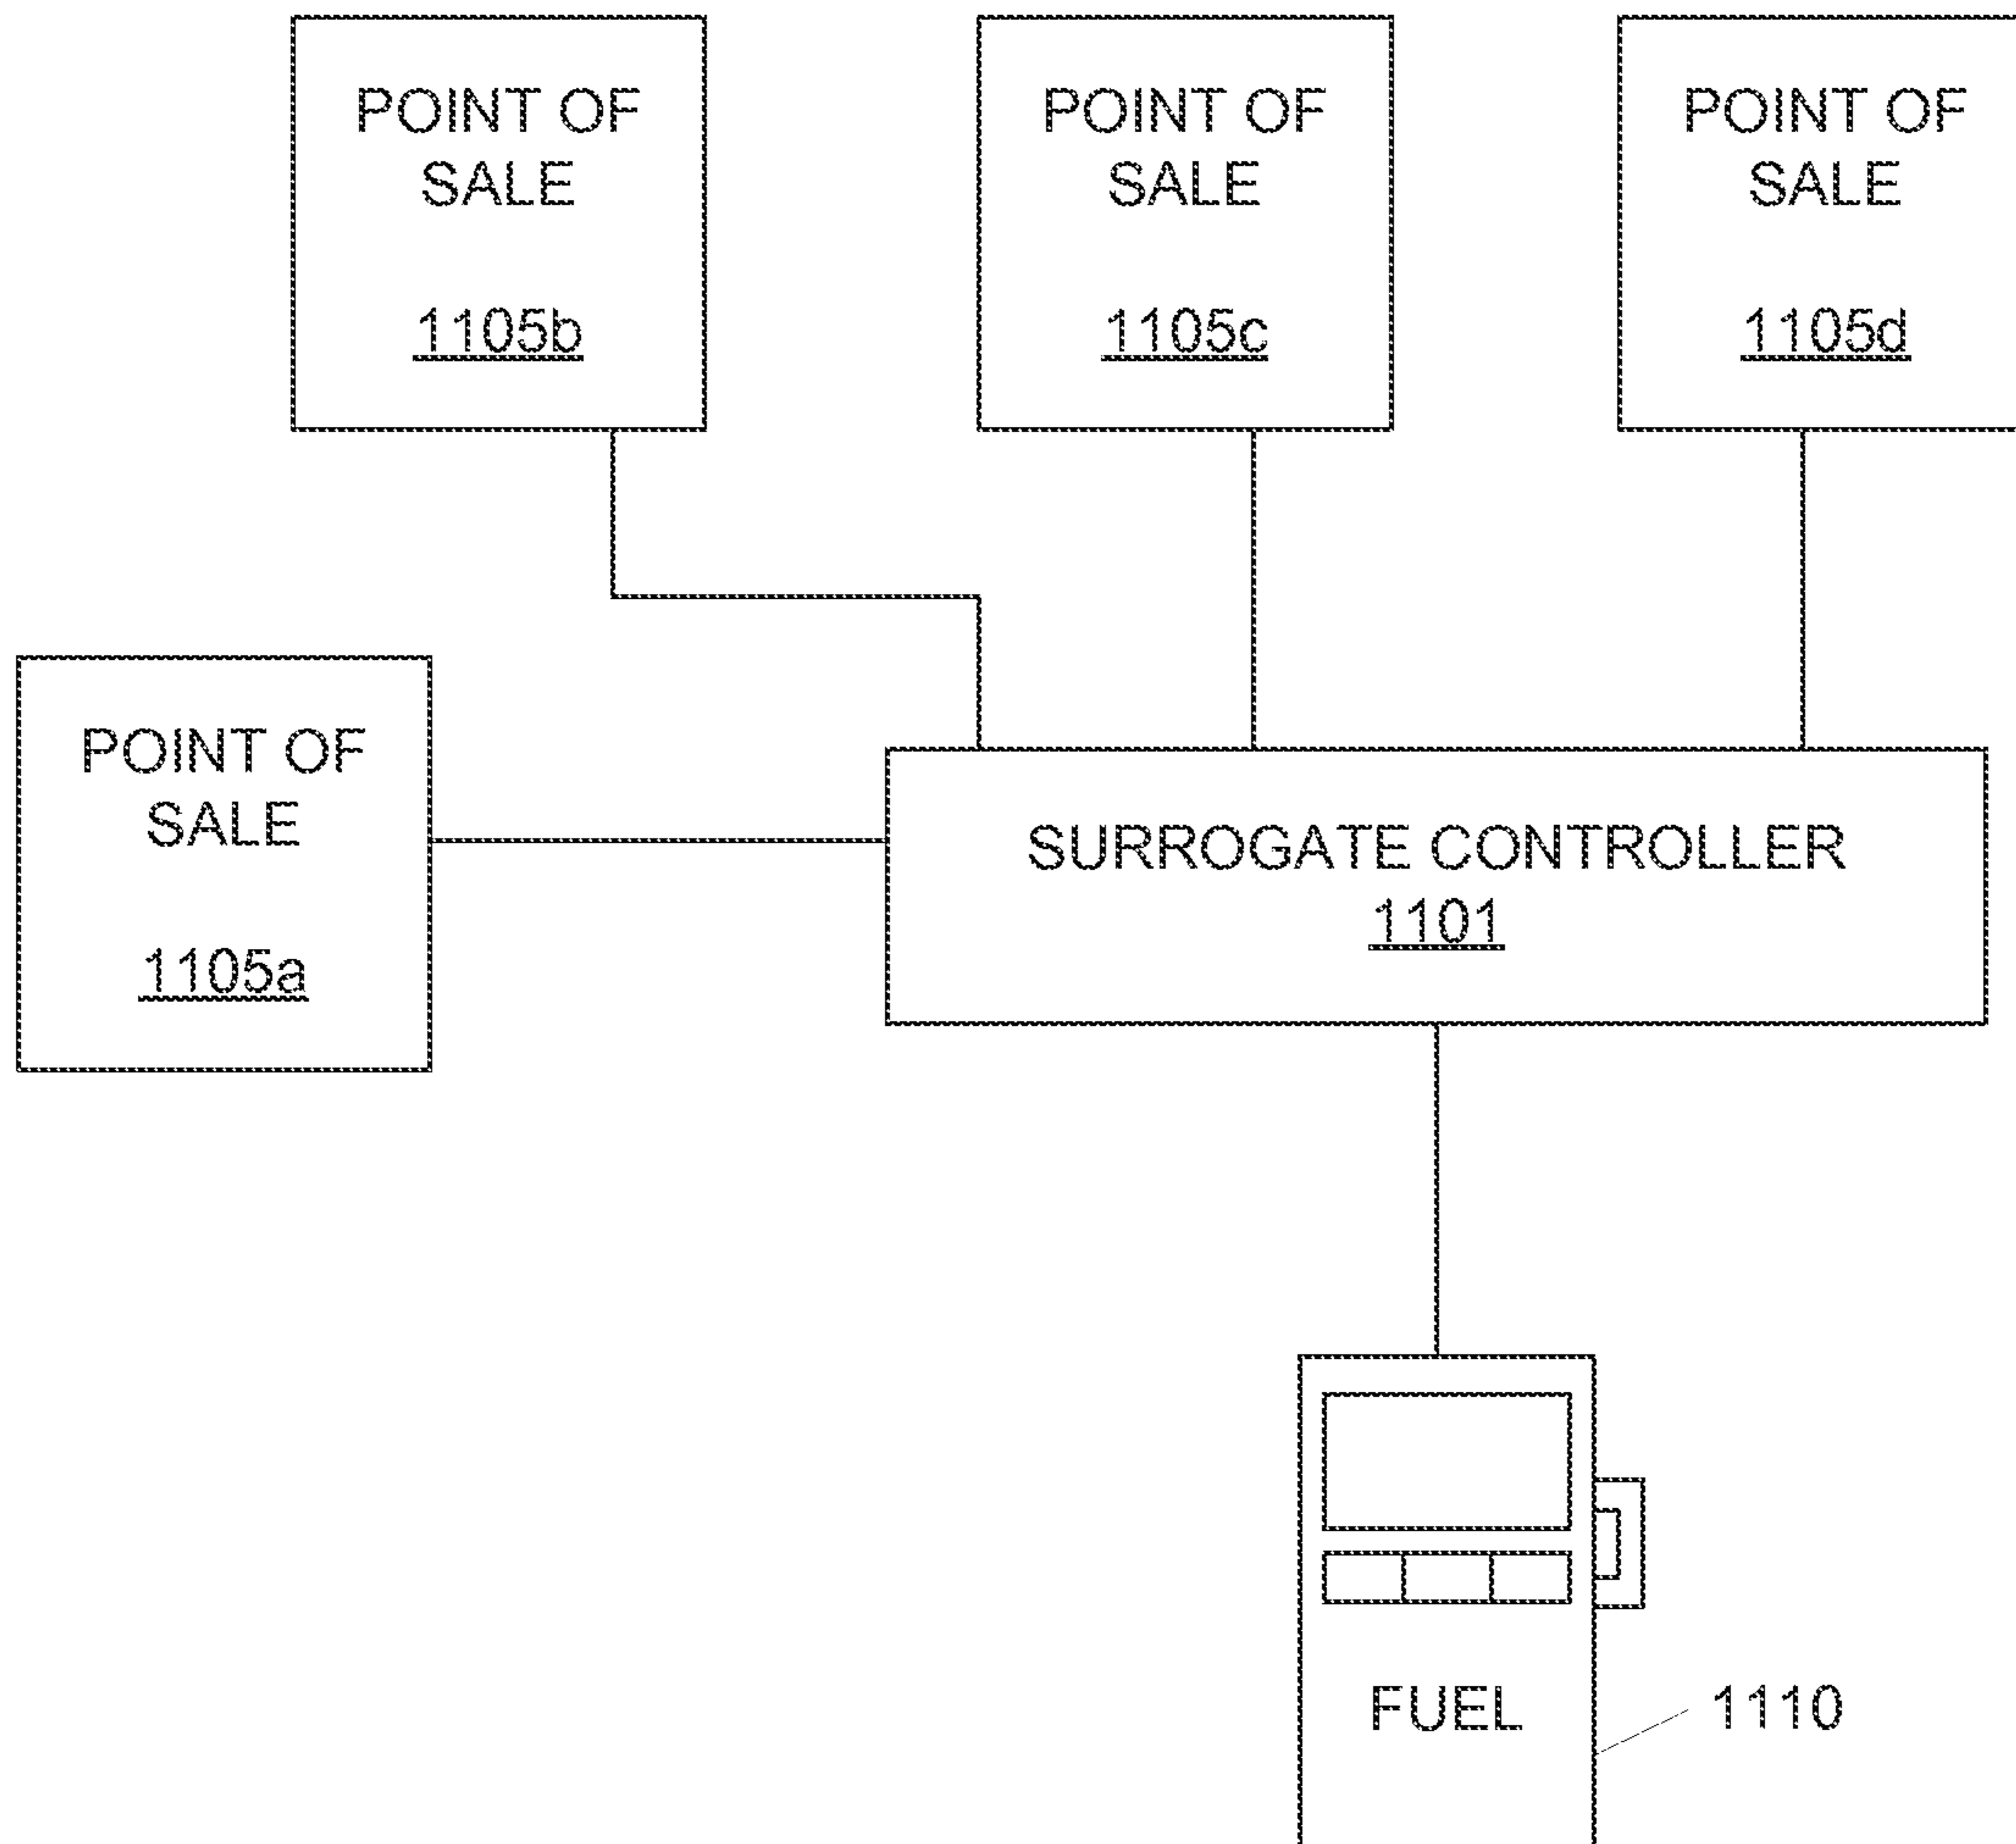 POINT OF
SALE
1105b
POINT OF
SALE
1105c
POINT OF
SALE
1105d
POINT OF
SALE
1105a
SURROGATE CONTROLLER
1101
FUEL
1110